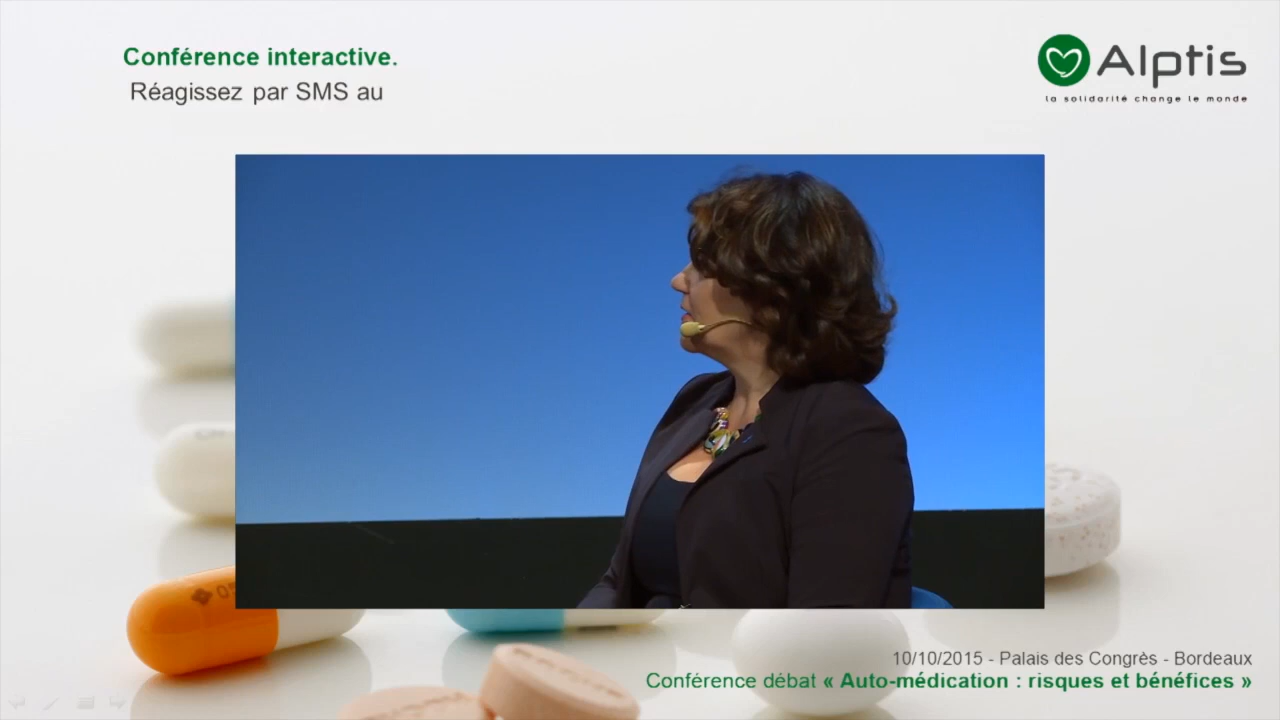 Conférence interactive.
Réagissez par SMS au
Alptis
la solidarité change le monde
10/10/2015 - Palais des Congrès - Bordeaux
Conférence débat « Auto-médication : risques et bénéfices »